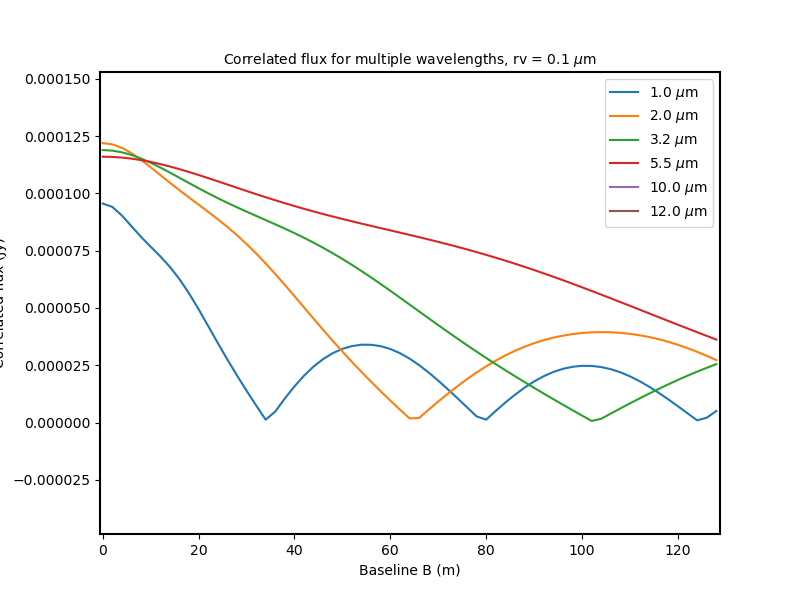 Correlated flux for multiple wavelengths, rv = 0.1 μm
0.000150
0.000125
0.000100
0.000075
0.000050
0.000025
0.000000
−0.000025
1.0 μm
2.0 μm
3.2 μm
5.5 μm
10.0 μm
12.0 μm
0 20 40 60 80 100 120
Baseline B (m)